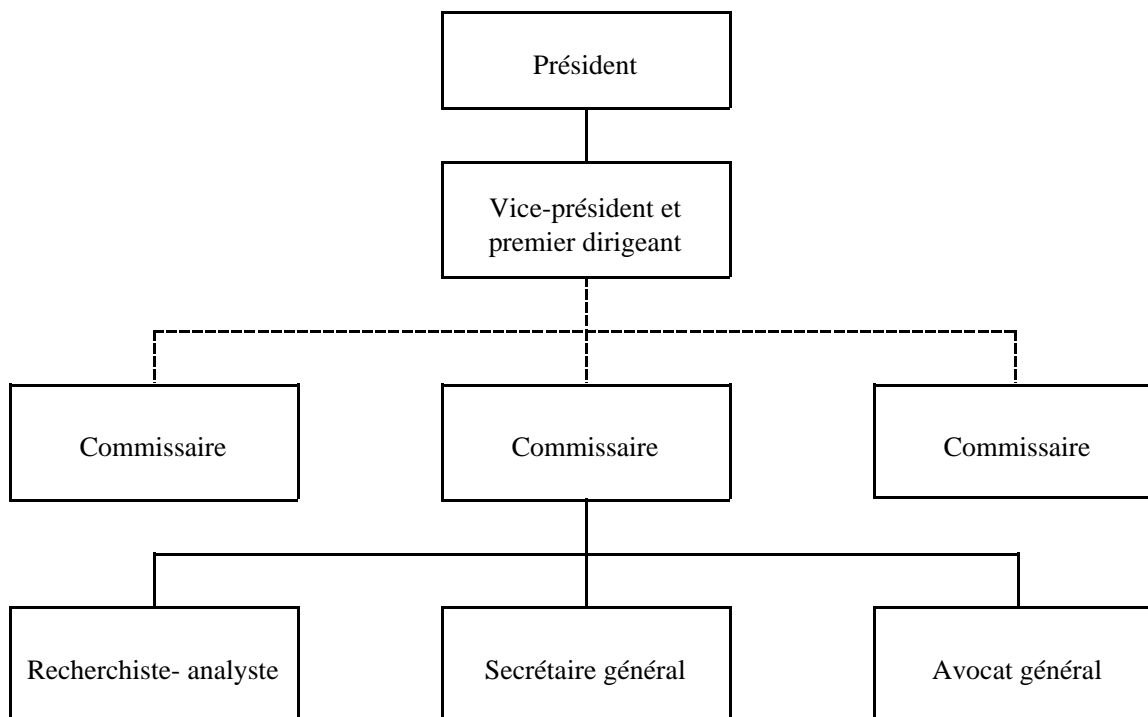 Président
Vice-président et
premier dirigeant
Commissaire
Commissaire
Commissaire
Recherchiste- analyste
Secrétaire général
Avocat général